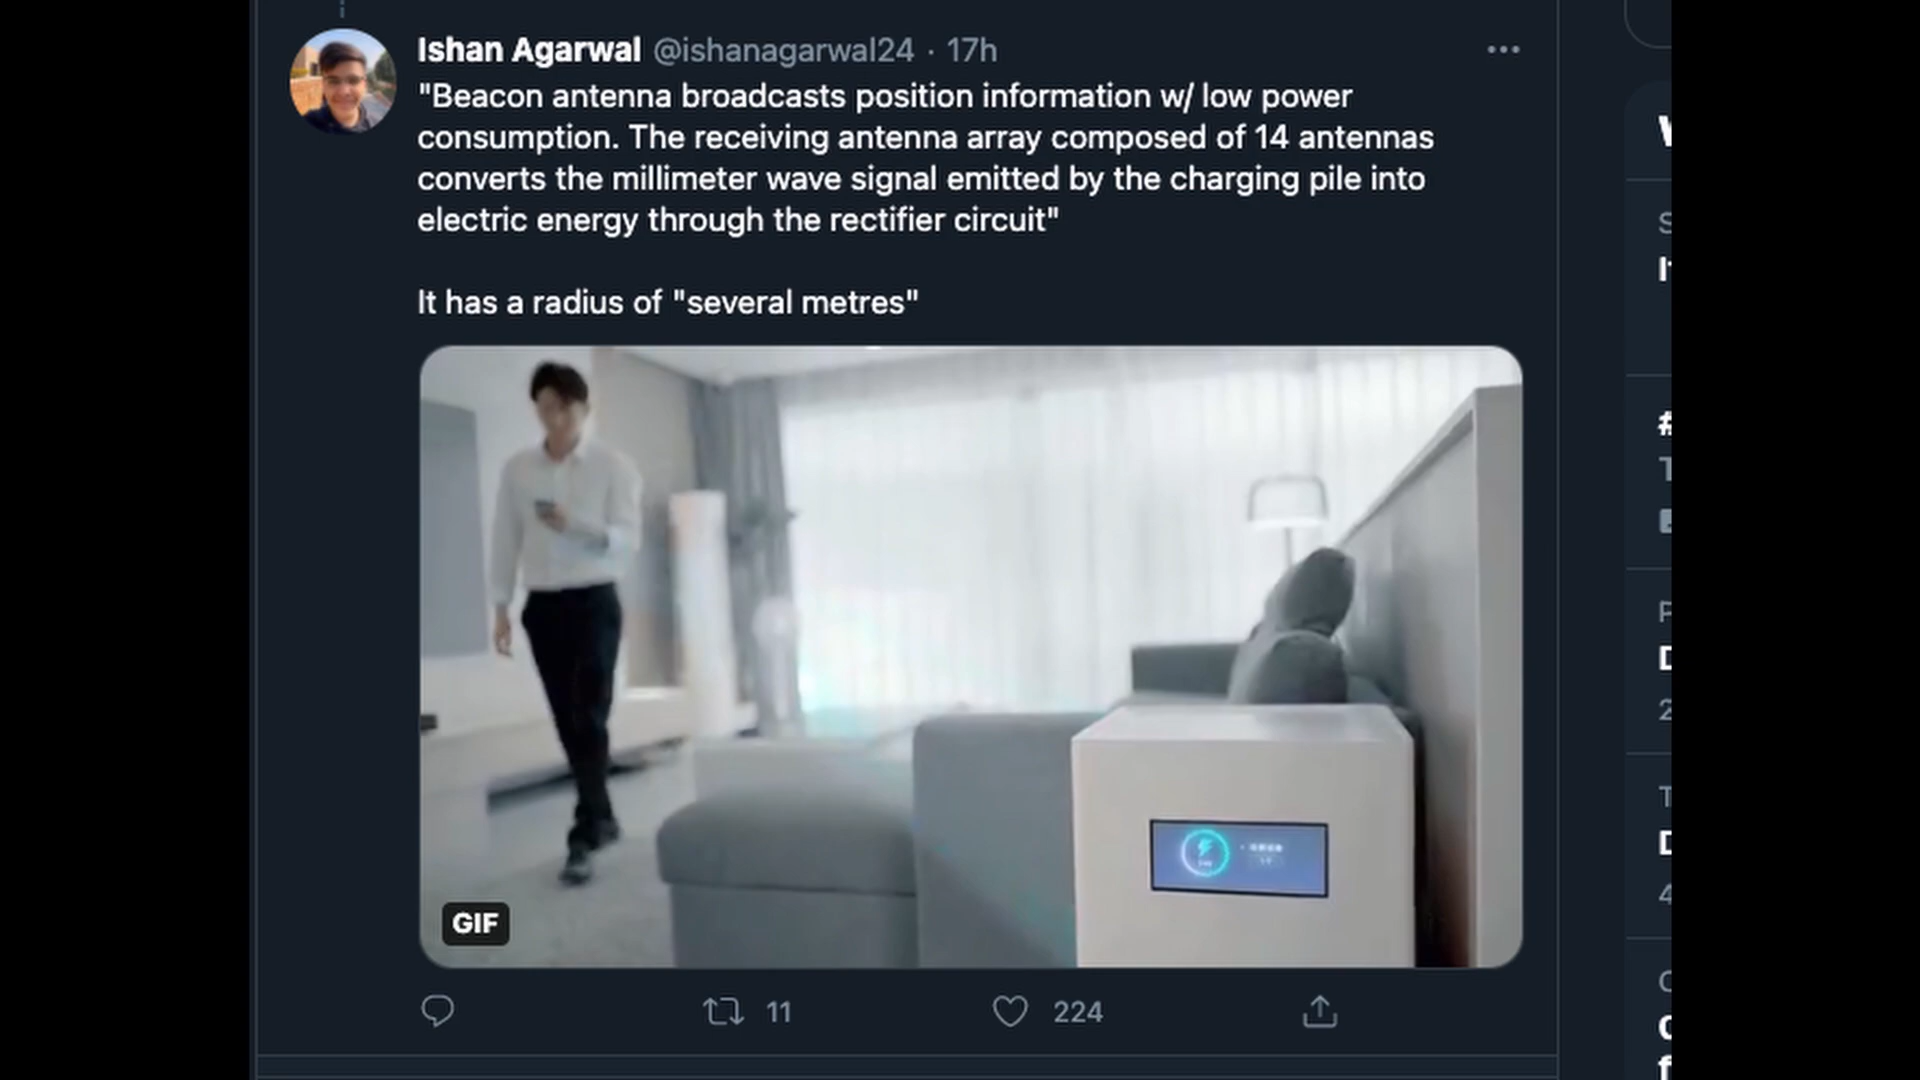 Ishan Agarwal @ishanagarwal24 · 17h
"Beacon antenna broadcasts position information w/ low power
consumption. The receiving antenna array composed of 14 antennas
converts the millimeter wave signal emitted by the charging pile into
electric energy through the rectifier circuit"
It has a radius of "several metres"
GIF
11
224